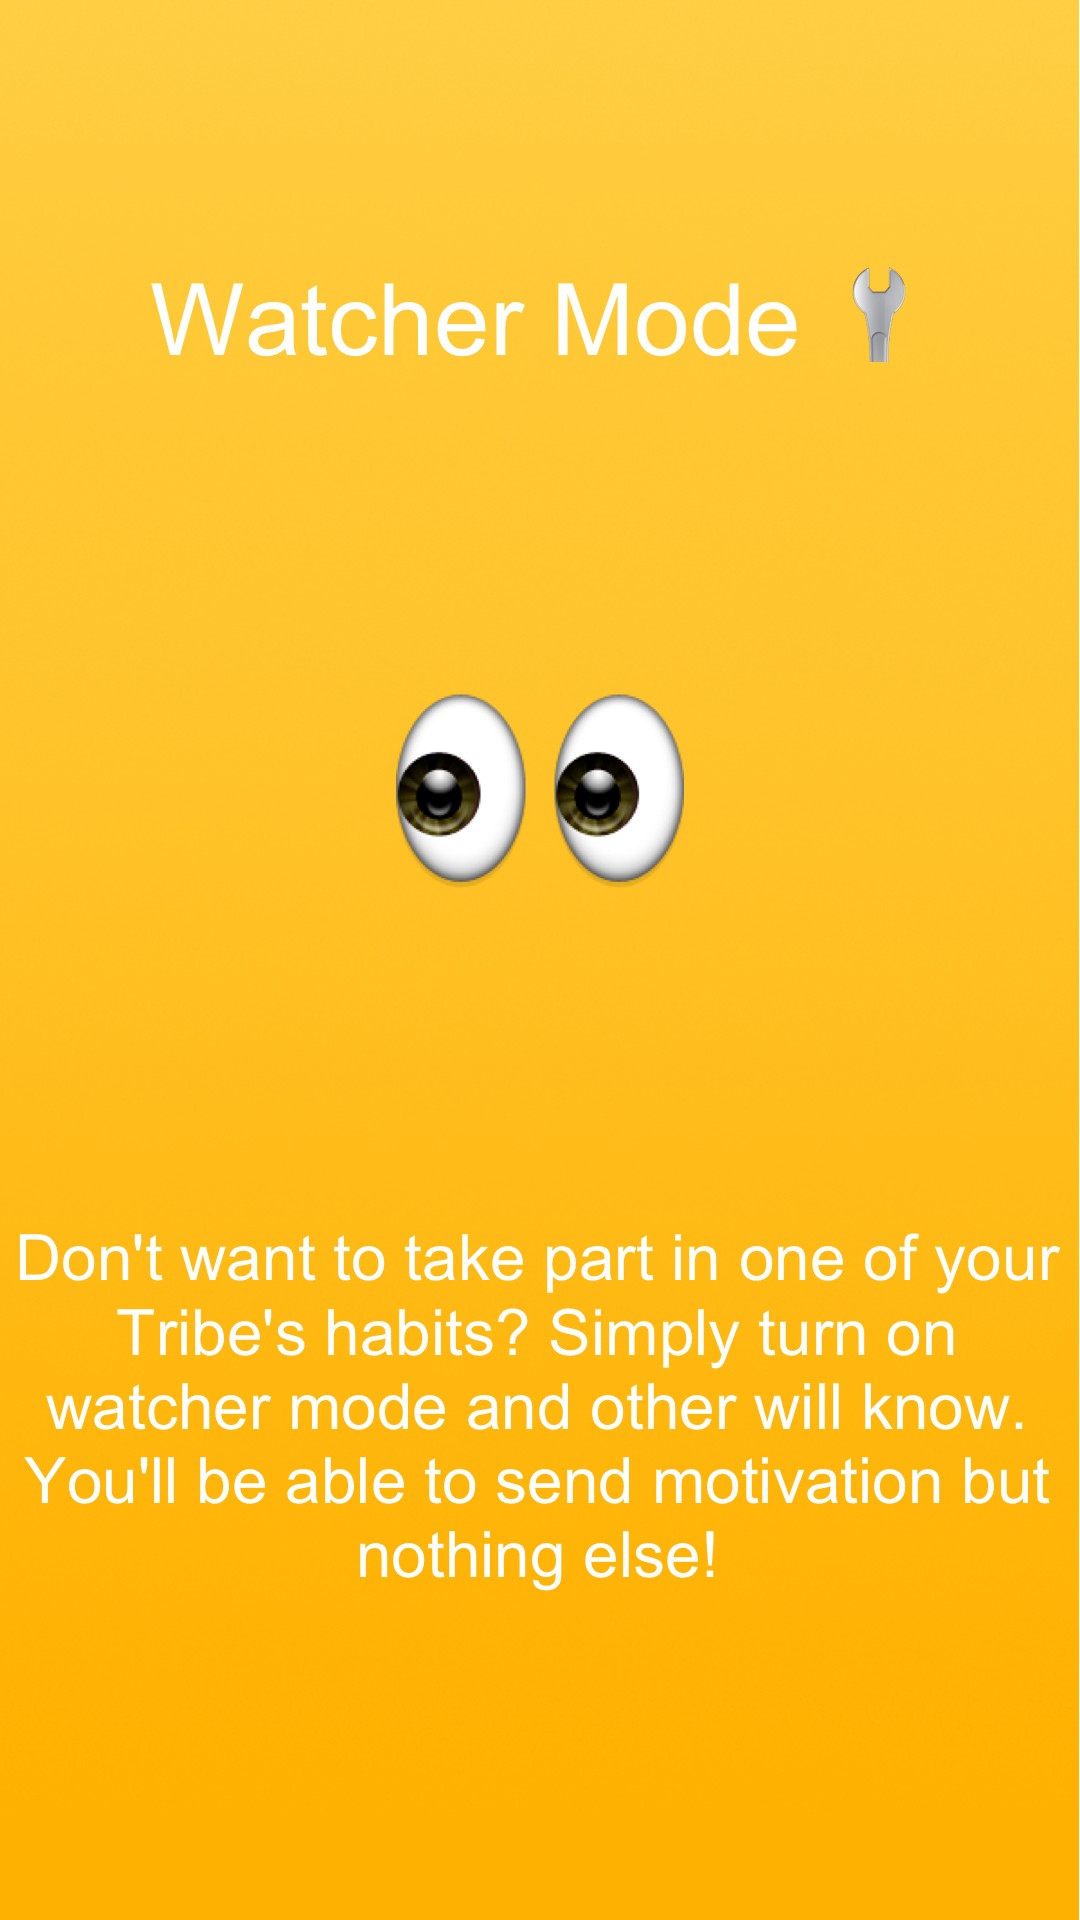 Watcher Mode 🔧
Don't want to take part in one of your
Tribe's habits? Simply turn on
watcher mode and other will know.
You'll be able to send motivation but
nothing else!